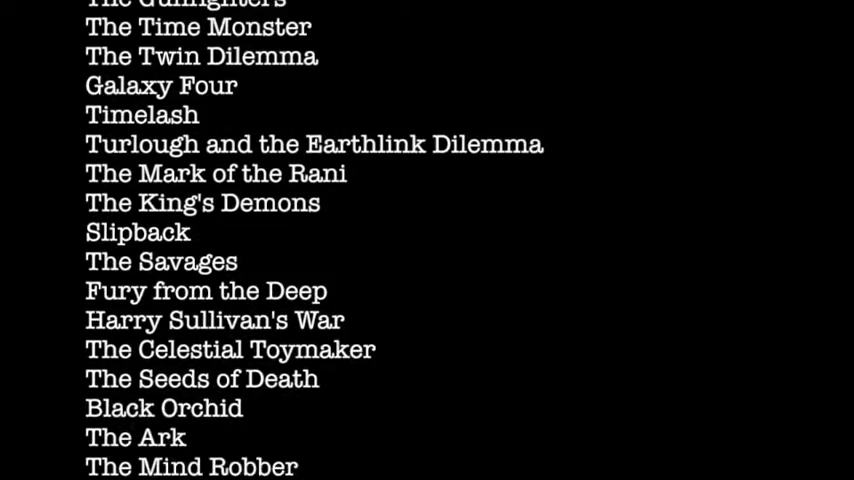 The Gunfighters
The Time Monster
The Twin Dilemma
Galaxy Four
Timelash
Turlough and the Earthlink Dilemma
The Mark of the Rani
The King's Demons
Slipback
The Savages
Fury from the Deep
Harry Sullivan's War
The Celestial Toymaker
The Seeds of Death
Black Orchid
The Ark
The Mind Robber